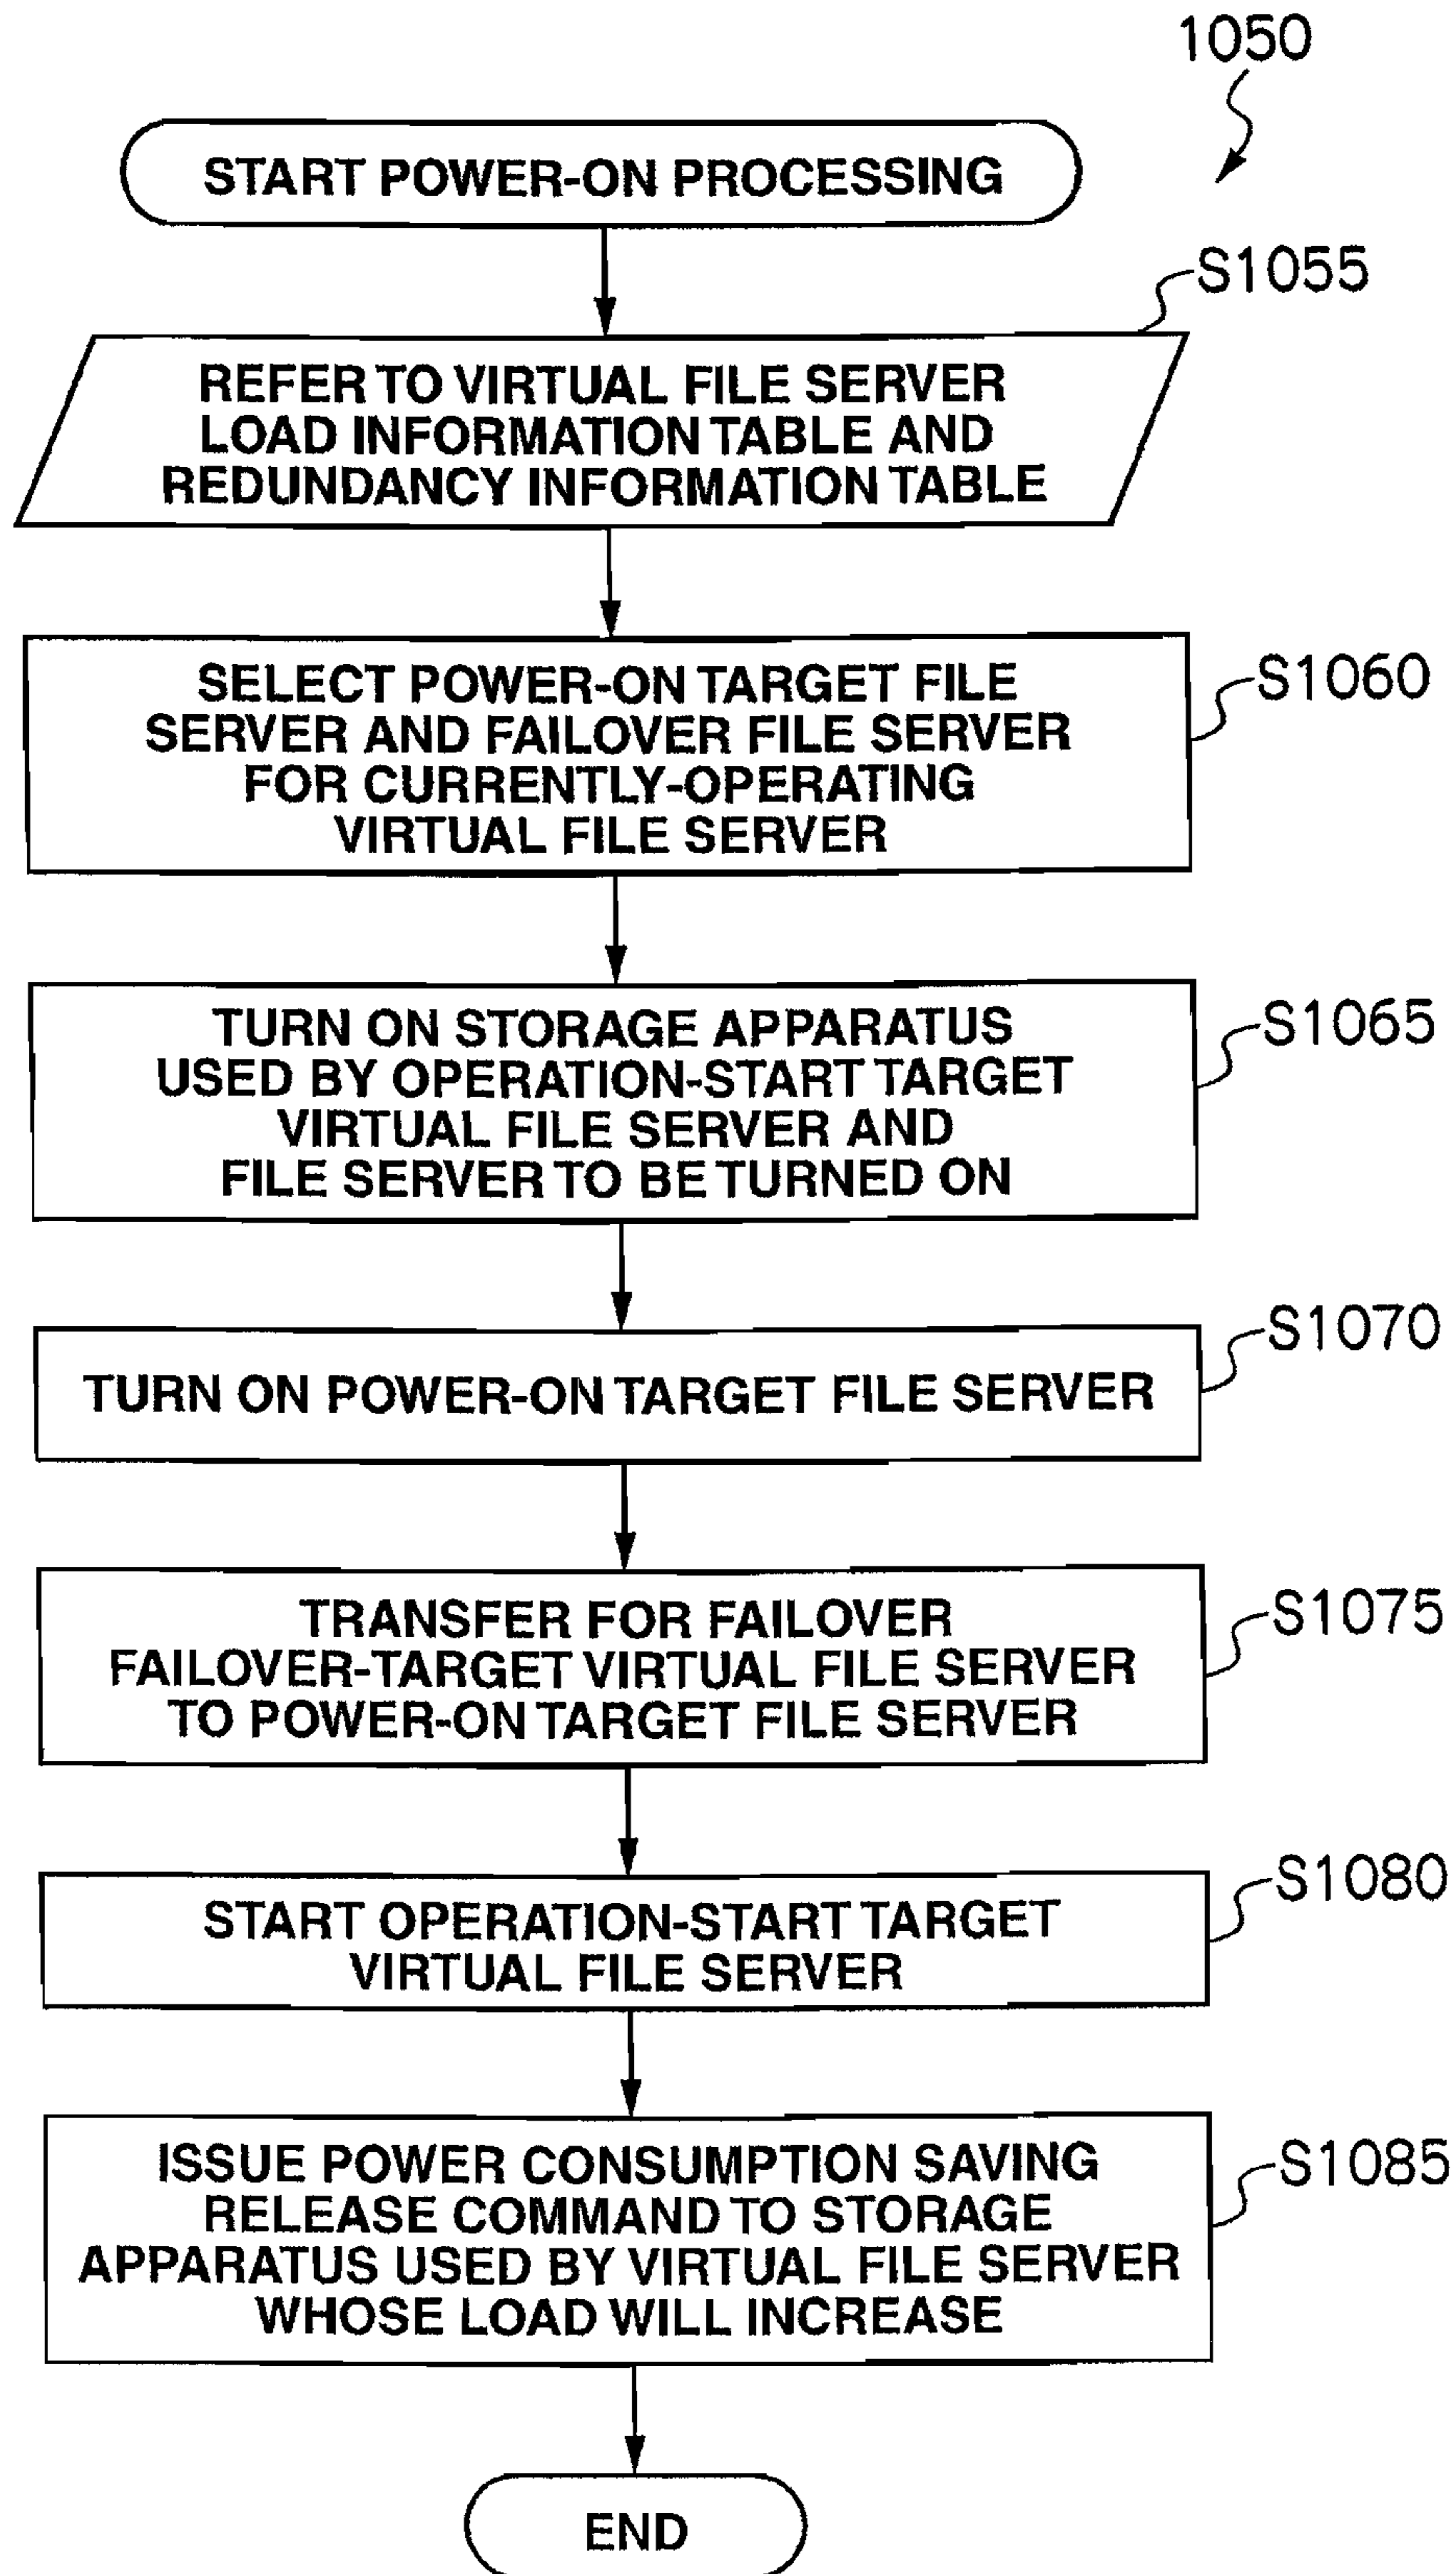 1050
START POWER-ON PROCESSING
S1055
REFER TO VIRTUAL FILE SERVER
LOAD INFORMATION TABLE AND
REDUNDANCY INFORMATION TABLE
S1060
SELECT POWER-ON TARGET FILE
SERVER AND FAILOVER FILE SERVER
FOR CURRENTLY-OPERATING
VIRTUAL FILE SERVER
S1065
TURN ON STORAGE APPARATUS
USED BY OPERATION-START TARGET
VIRTUAL FILE SERVER AND
FILE SERVER TO BE TURNED ON
S1070
TURN ON POWER-ON TARGET FILE SERVER
S1075
TRANSFER FOR FAILOVER
FAILOVER-TARGET VIRTUAL FILE SERVER
TO POWER-ON TARGET FILE SERVER
S1080
START OPERATION-START TARGET
VIRTUAL FILE SERVER
S1085
ISSUE POWER CONSUMPTION SAVING
RELEASE COMMAND TO STORAGE
APPARATUS USED BY VIRTUAL FILE SERVER
WHOSE LOAD WILL INCREASE
END